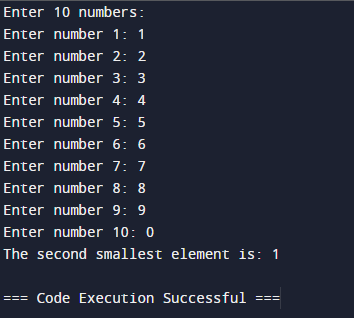 Enter 10 numbers:
Enter number 1: 1
Enter number 2: 2
Enter number 3: 3
Enter number 4: 4
Enter number 5: 5
Enter number 6: 6
Enter number 7: 7
Enter number 8: 8
Enter number 9: 9
Enter number 10: 0
The second smallest element is: 1
=== Code Execution Successful ===